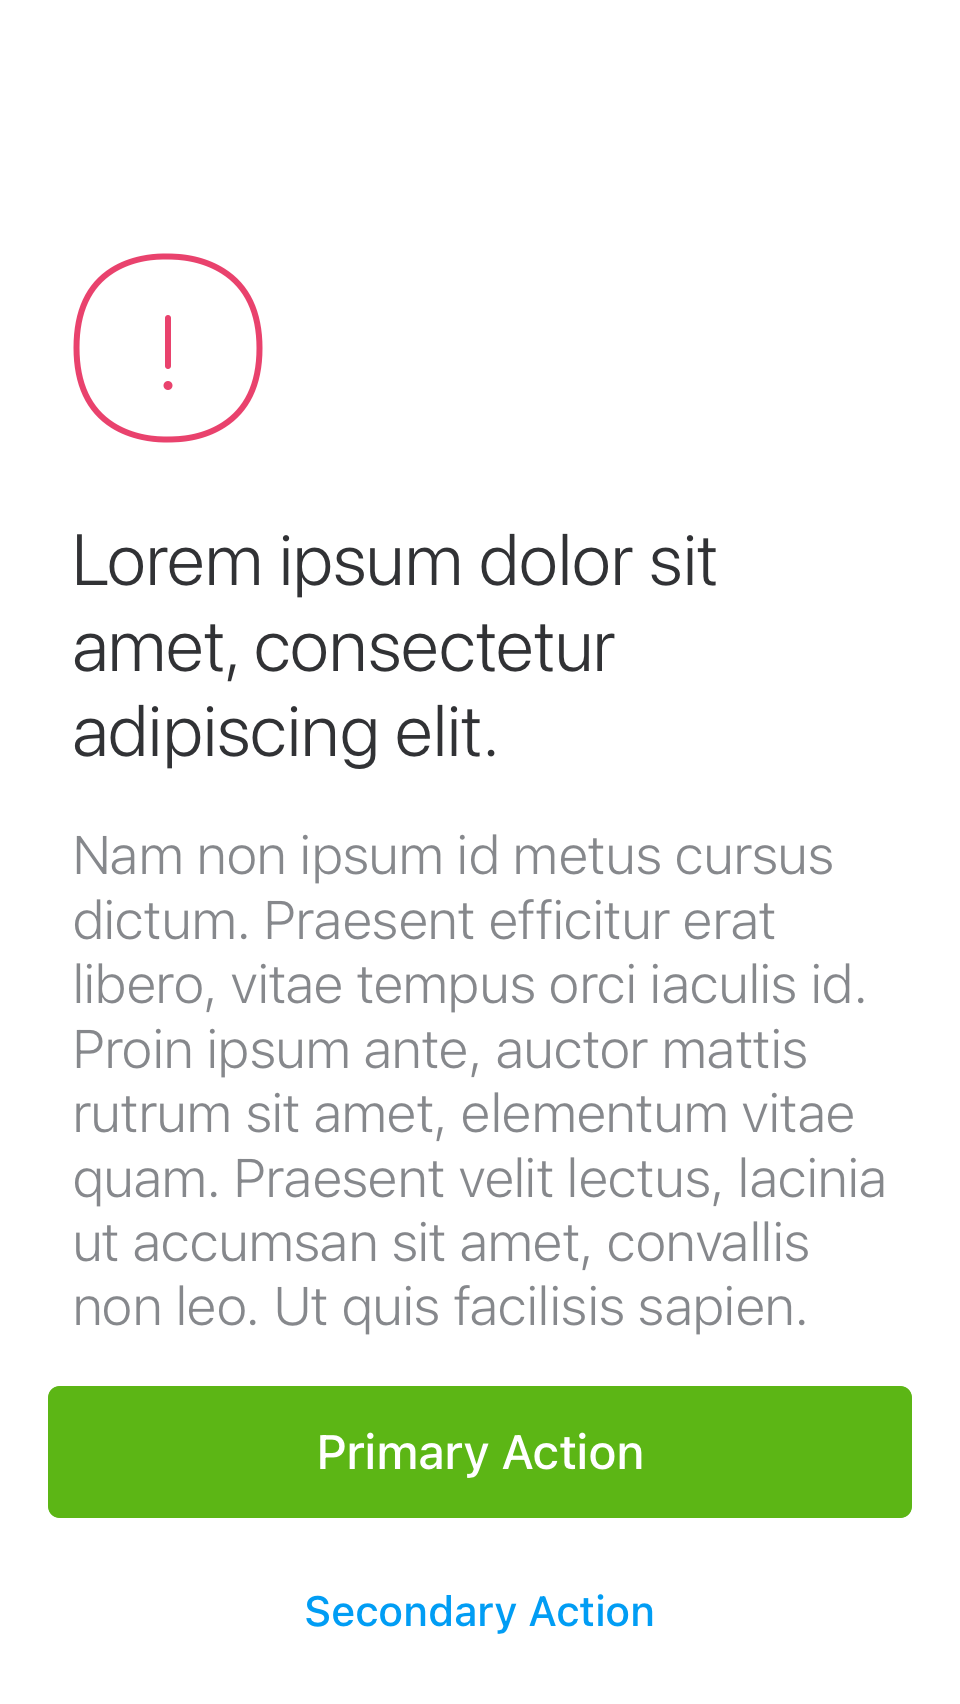 Lorem ipsum dolor sit
amet, consectetur
adipiscing elit.
Nam non ipsum id metus cursus
dictum. Praesent efficitur erat
libero, vitae tempus orci iaculis id.
Proin ipsum ante, auctor mattis
rutrum sit amet, elementum vitae
quam. Praesent velit lectus, lacinia
ut accumsan sit amet, convallis
non leo. Ut quis facilisis sapien.
Primary Action
Secondary Action